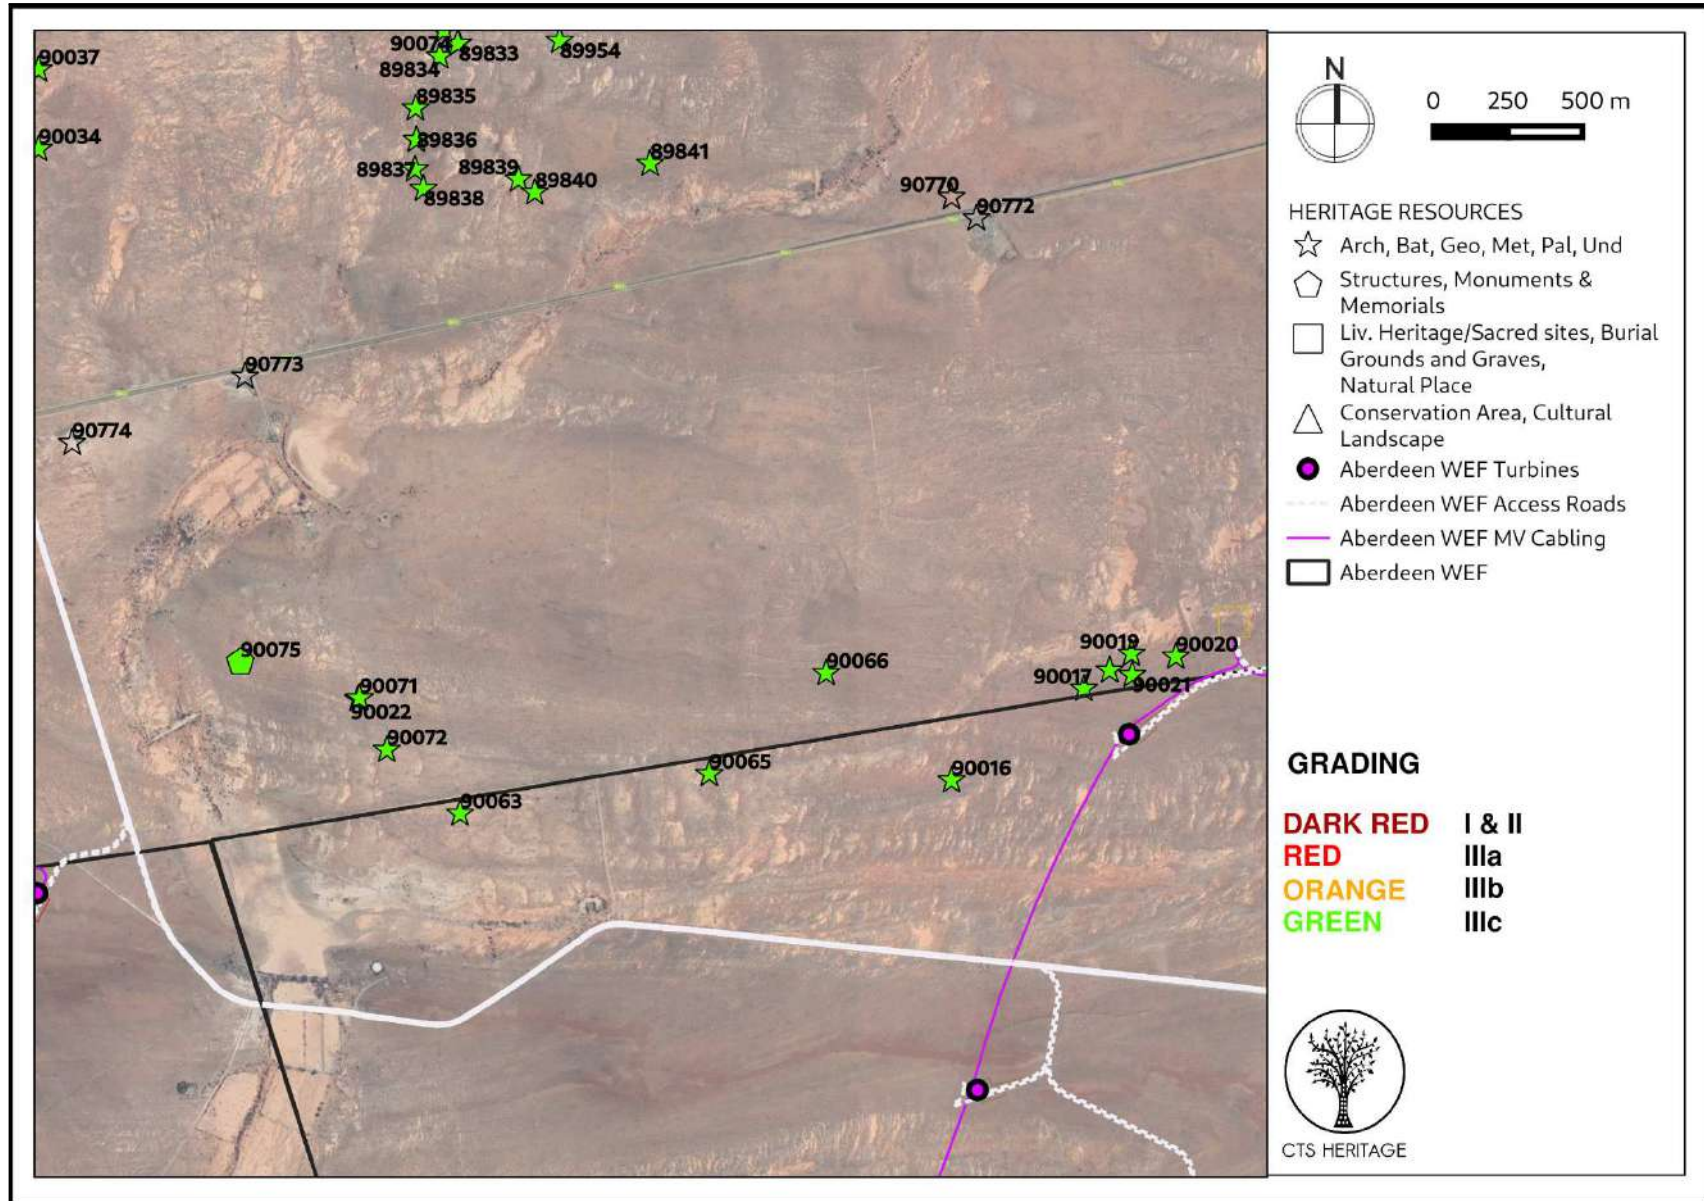 90037
90074
89833
89954
89834
89835
90034
89836
89841
89837
89839
89840
89838
90770
90772
90773
90774
90075
90019
90020
90066
90071
90017
90021
90022
90072
90065
90016
90063
N
0 250 500 m
HERITAGE RESOURCES
Arch, Bat, Geo, Met, Pal, Und
Structures, Monuments &
Memorials
Liv. Heritage/Sacred sites, Burial
Grounds and Graves,
Natural Place
Conservation Area, Cultural
Landscape
Aberdeen WEF Turbines
Aberdeen WEF Access Roads
Aberdeen WEF MV Cabling
Aberdeen WEF
GRADING
DARK RED I & II
RED IIIa
ORANGE IIIb
GREEN IIIc
CTS HERITAGE